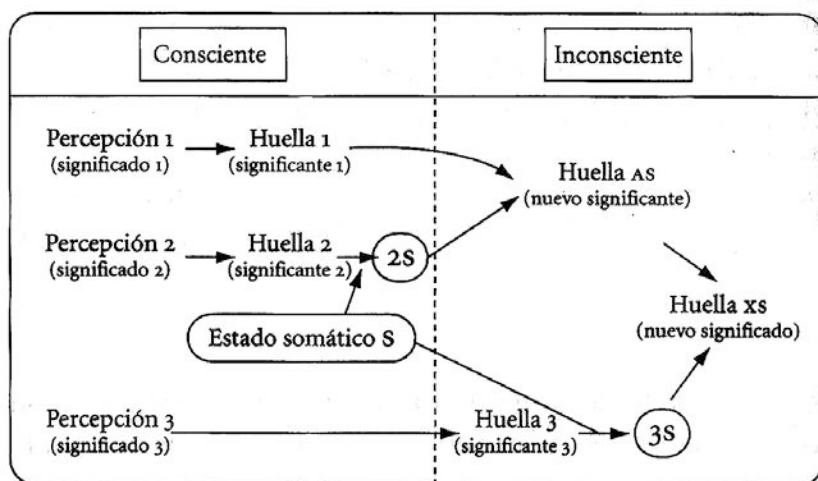 Consciente
Inconsciente
Percepción 1
(significado 1)
Huella 1
(significante 1)
Huella AS
(nuevo significante)
Percepción 2
(significado 2)
Huella 2
(significante 2)
2S
Huella XS
(nuevo significado)
Estado somático S
Percepción 3
(significado 3)
Huella 3
(significante 3)
3S